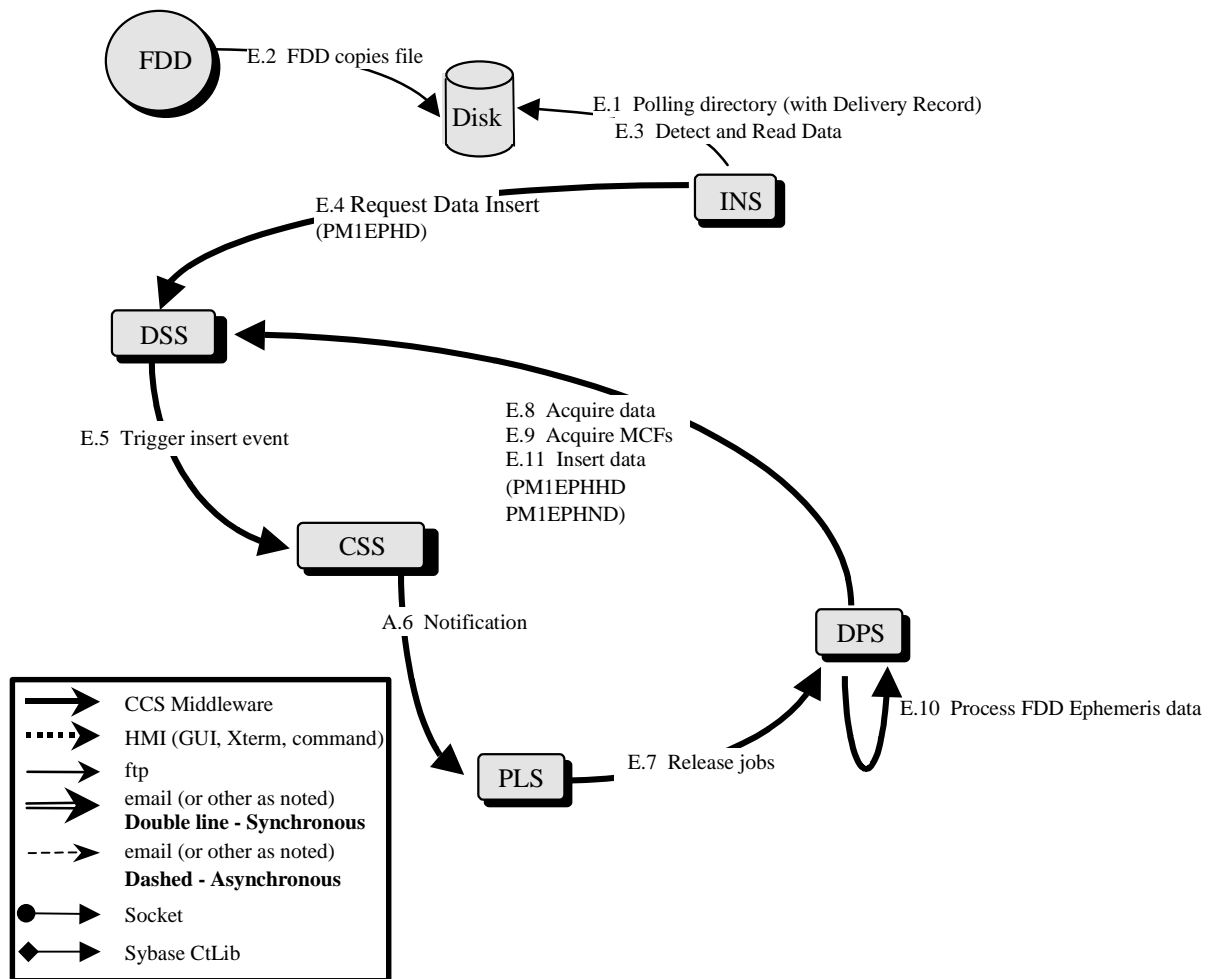 FDD
E.2 FDD copies file
Disk
E.1 Polling directory (with Delivery Record)
E.3 Detect and Read Data
INS
E.4 Request Data Insert
(PM1EPHD)
DSS
E.8 Acquire data
E.9 Acquire MCFs
E.11 Insert data
(PM1EPHHD
PM1EPHND)
E.5 Trigger insert event
CSS
A.6 Notification
DPS
E.10 Process FDD Ephemeris data
E.7 Release jobs
PLS
CCS Middleware
HMI (GUI, Xterm, command)
ftp
email (or other as noted)
Double line - Synchronous
email (or other as noted)
Dashed - Asynchronous
Socket
Sybase CtLib